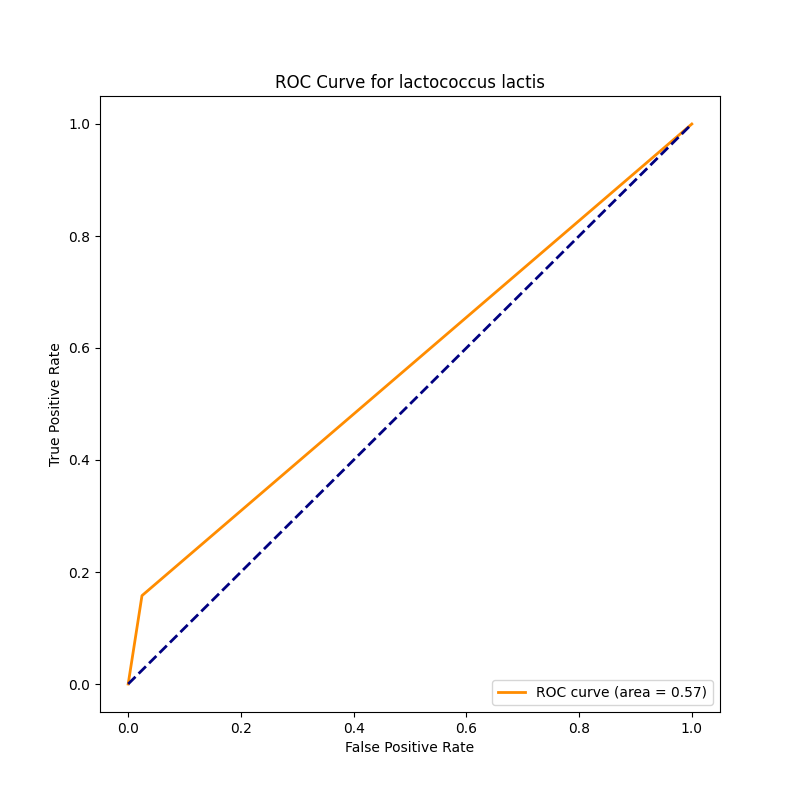 ROC Curve for lactococcus lactis
True Positive Rate
1.0
0.8
0.6
0.4
0.2
0.0
ROC curve (area = 0.57)
0.0 0.2 0.4 0.6 0.8 1.0
False Positive Rate